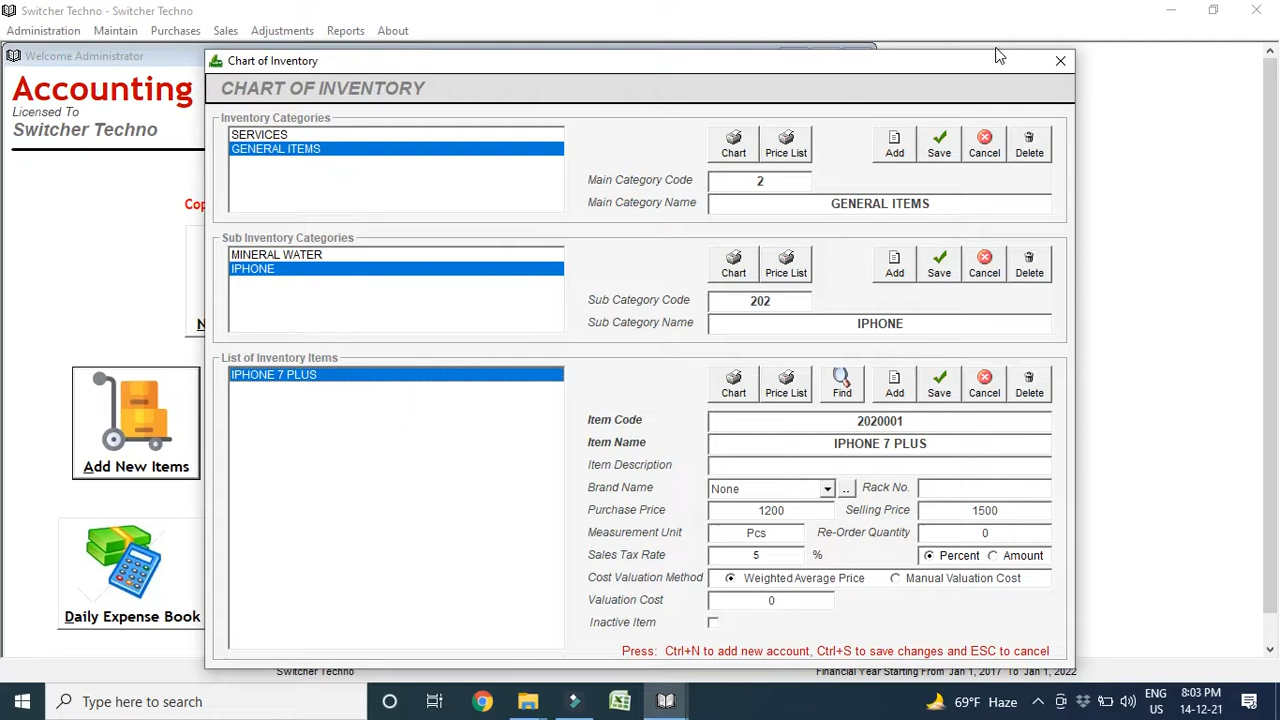 Switcher Techno - Switcher Techno
Administration Maintain Purchases Sales Adjustments Reports About
Welcome Administrator
Accounting
Licensed To
Switcher Techno
Cop
N
Add New Items
Daily Expense Book
Chart of Inventory
CHART OF INVENTORY
Inventory Categories
SERVICES
GENERAL ITEMS
Chart Price List Add Save Cancel Delete
Main Category Code 2
Main Category Name GENERAL ITEMS
Sub Inventory Categories
MINERAL WATER
IPHONE
Chart Price List Add Save Cancel Delete
Sub Category Code 202
Sub Category Name IPHONE
List of Inventory Items
IPHONE 7 PLUS
Chart Price List Find Add Save Cancel Delete
Item Code 2020001
Item Name IPHONE 7 PLUS
Item Description
Brand Name None .. Rack No.
Purchase Price 1200 Selling Price 1500
Measurement Unit Pcs Re-Order Quantity 0
Sales Tax Rate 5 % Percent Amount
Cost Valuation Method Weighted Average Price Manual Valuation Cost
Valuation Cost 0
Inactive Item
Press: Ctrl+N to add new account, Ctrl+S to save changes and ESC to cancel
Switcher Techno Financial Year Starting From Jan 1, 2017 To Jan 1, 2022
Type here to search
69°F Haze
ENG
US
8:03 PM
14-12-21